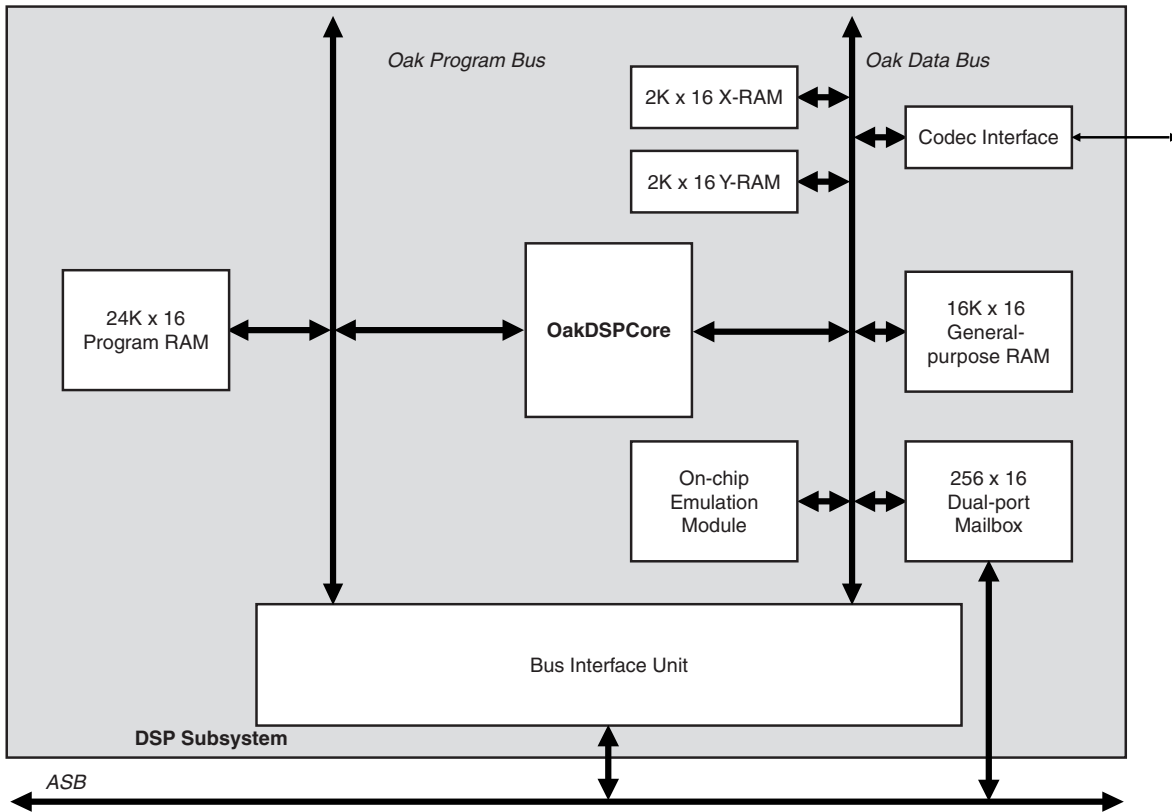 Oak Program Bus
Oak Data Bus
2K x 16 X-RAM
Codec Interface
2K x 16 Y-RAM
24K x 16
Program RAM
OakDSPCore
16K x 16
General-
purpose RAM
On-chip
Emulation
Module
256 x 16
Dual-port
Mailbox
Bus Interface Unit
DSP Subsystem
ASB